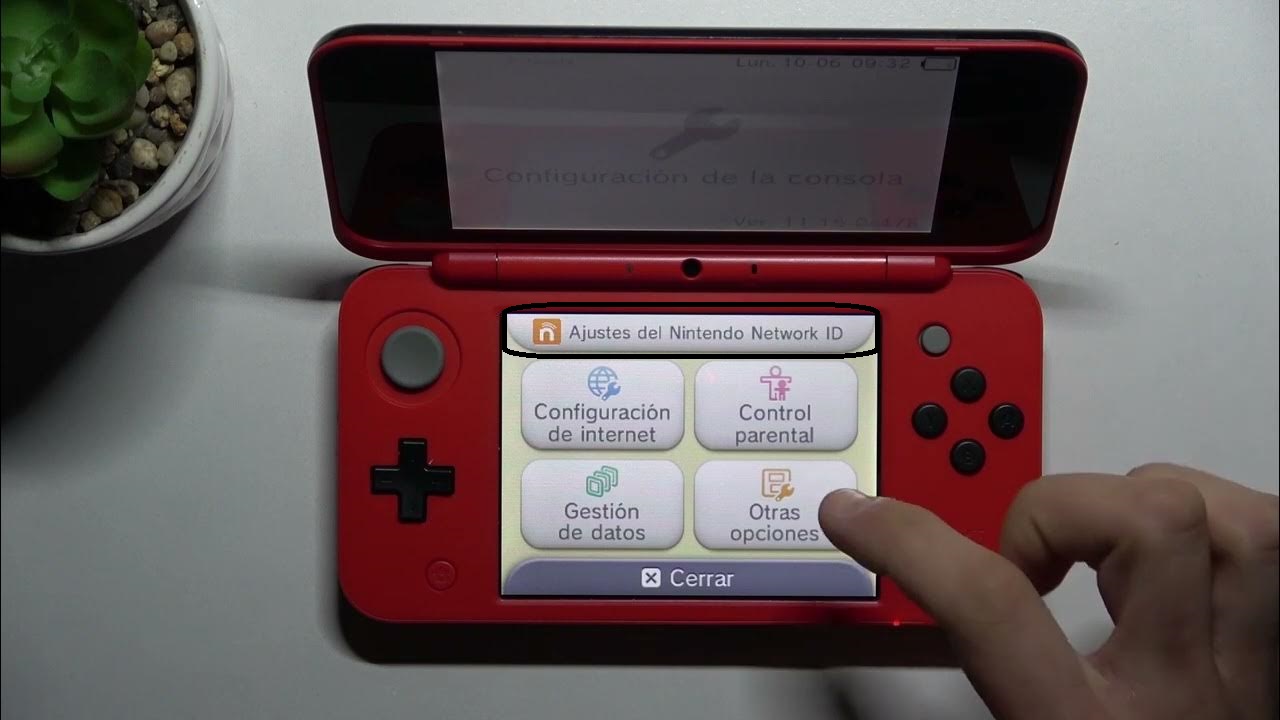 Lun. 10-06 09:32
Configuración de la consola
Ver.
Ajustes del Nintendo Network ID
Configuración
de internet
Control
parental
Gestión
de datos
Otras
opciones
Cerrar